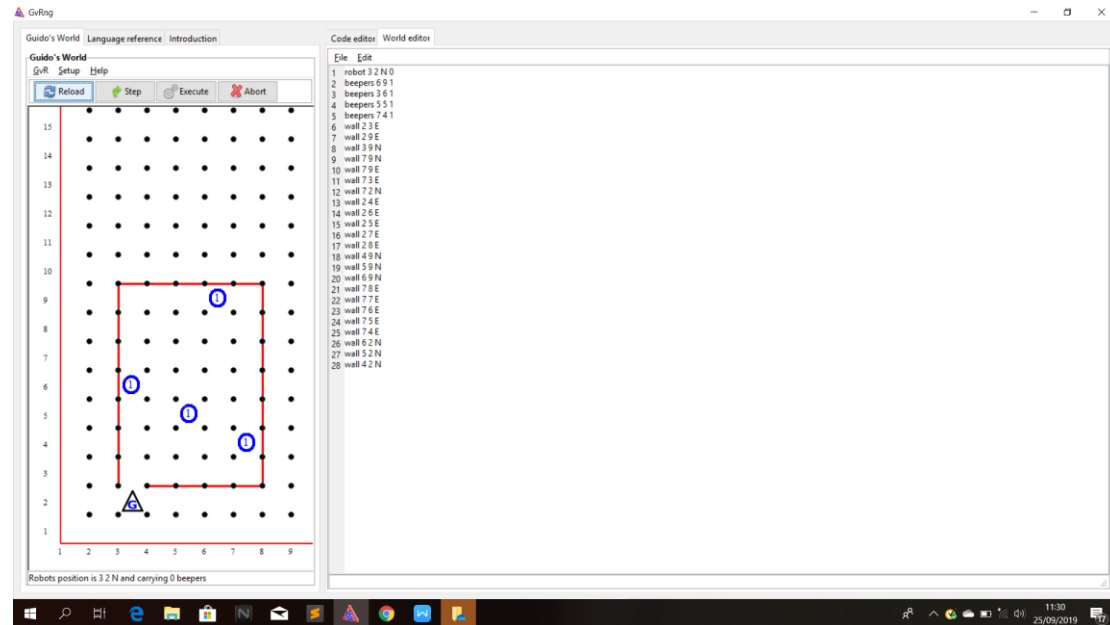 GvRng
Guido's World Language reference Introduction
Guido's World
GvR Setup Help
Reload Step Execute Abort
15
14
13
12
11
10
9
8
7
6
5
4
3
2
1
1
1
1
1
G
1 2 3 4 5 6 7 8 9
Robots position is 3 2 N and carrying 0 beepers
Code editor World editor
File Edit
1 robot 3 2 N 0
2 beepers 6 9 1
3 beepers 3 6 1
4 beepers 5 5 1
5 beepers 7 4 1
6 wall 2 3 E
7 wall 2 9 E
8 wall 3 9 N
9 wall 7 9 N
10 wall 7 9 E
11 wall 7 3 E
12 wall 7 2 N
13 wall 2 4 E
14 wall 2 6 E
15 wall 2 5 E
16 wall 2 7 E
17 wall 2 8 E
18 wall 4 9 N
19 wall 5 9 N
20 wall 6 9 N
21 wall 7 8 E
22 wall 7 7 E
23 wall 7 6 E
24 wall 7 5 E
25 wall 7 4 E
26 wall 6 2 N
27 wall 5 2 N
28 wall 4 2 N
11:30
25/09/2019
17